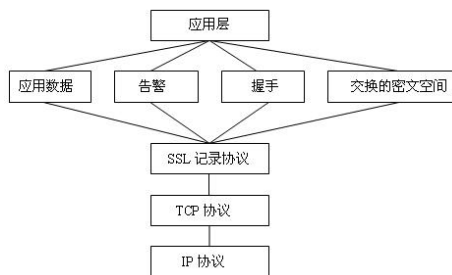 应用层
应用数据
告警
握手
交换的密文空间
SSL 记录协议
TCP 协议
IP 协议